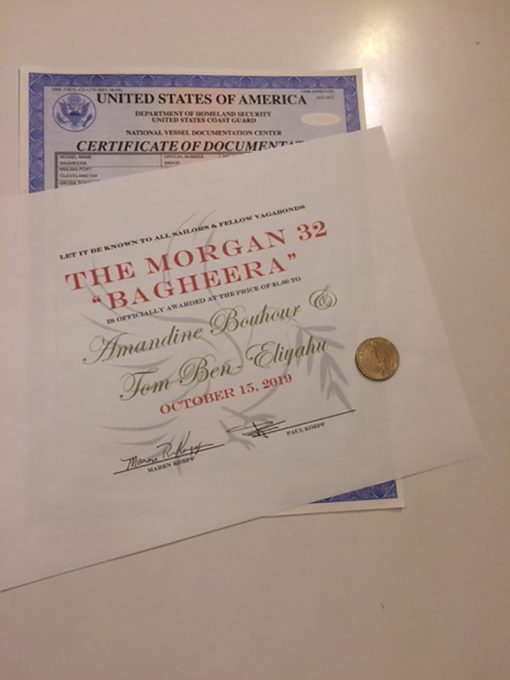 UNITED STATES OF AMERICA
DEPARTMENT OF HOMELAND SECURITY
UNITED STATES COAST GUARD
NATIONAL VESSEL DOCUMENTATION CENTER
CERTIFICATE OF DOCUMENTAT
VESSEL NAME
OFFICIAL NUMBER
BAGHEERA
HAILING PORT
CLEVELAND OH
LET IT BE KNOWN TO ALL SAILORS & FELLOW VAGABONDS
THE MORGAN 32
"BAGHEERA"
IS OFFICIALLY AWARDED AT THE PRICE OF $1.00 TO
Amandine Bouhour &
Tom Ben-Eliyahu
OCTOBER 15, 2019
MAREN KOEPF
PAUL KOEPF